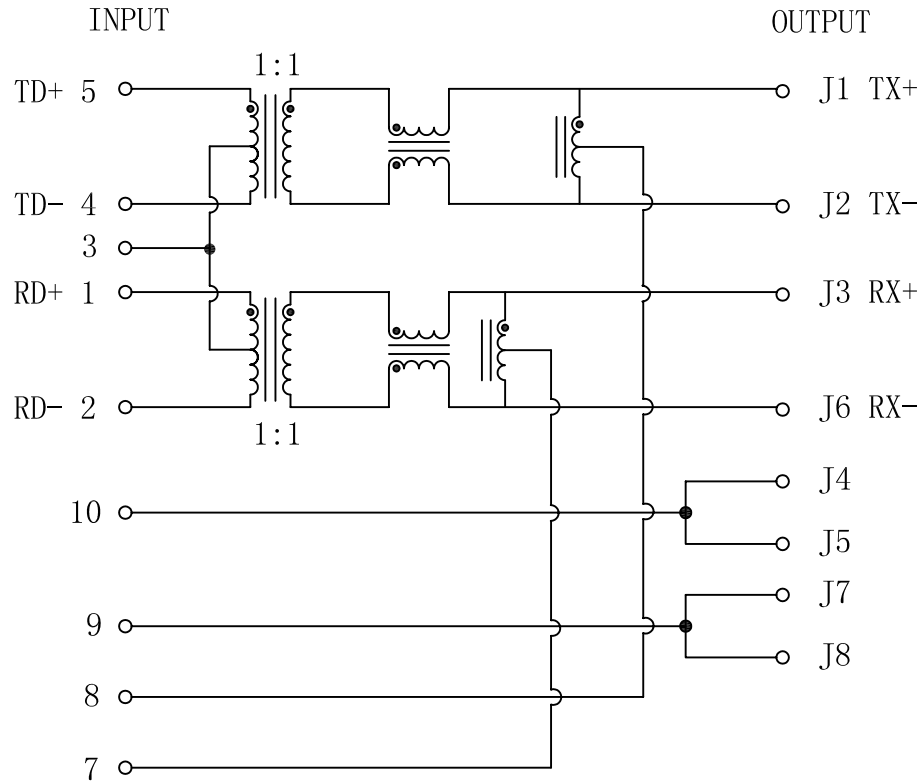 INPUT
OUTPUT
1:1
TD+ 5
J1 TX+
TD- 4
J2 TX-
3
RD+ 1
J3 RX+
RD- 2
J6 RX-
1:1
J4
10
J5
J7
9
J8
8
7